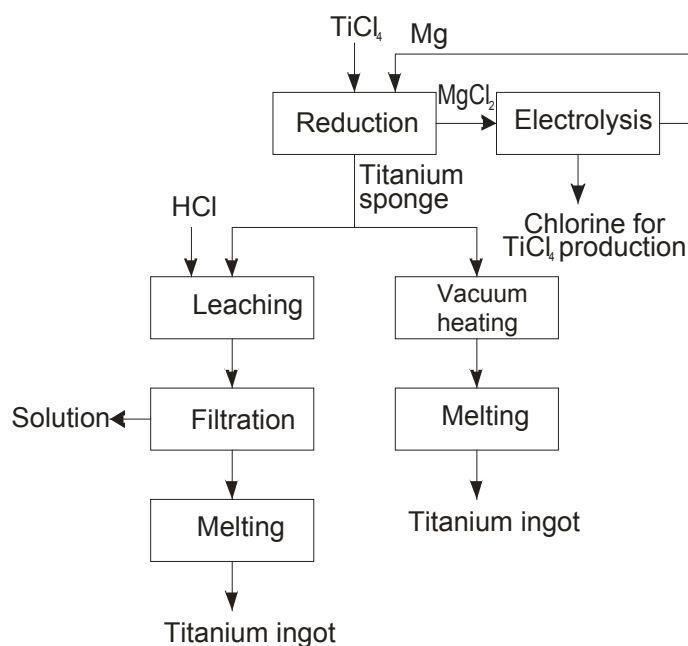 TiCl₄
Mg
MgCl₂
Reduction
Electrolysis
Titanium
sponge
HCl
Chlorine for
TiCl₄ production
Leaching
Vacuum
heating
Solution
Filtration
Melting
Melting
Titanium ingot
Titanium ingot